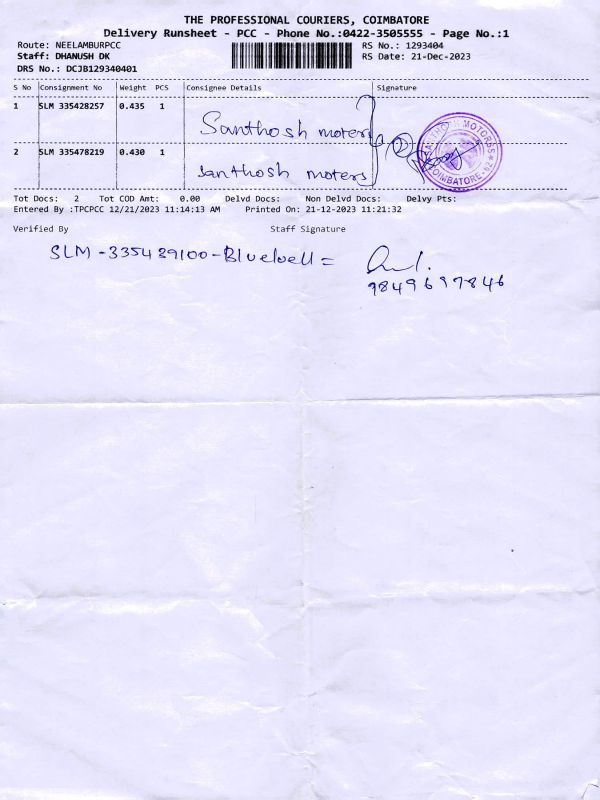 THE PROFESSIONAL COURIERS, COIMBATORE
Delivery Runsheet - PCC - Phone No.:0422-3505555 - Page No.:1
Route: NEELAMBURPCC RS No.: 1293404
Staff: DHANUSH DK RS Date: 21-Dec-2023
DRS No.: DCJB129340401
S No Consignment No Weight PCS Consignee Details Signature
1 SLM 335428257 0.435 1
Santhosh moters
2 SLM 335478219 0.430 1
Santhosh moters
SANTHOSH MOTORS
COIMBATORE
Tot Docs: 2 Tot COD Amt: 0.00 Delvd Docs: Non Delvd Docs: Delvy Pts:
Entered By :TPCPCC 12/21/2023 11:14:13 AM Printed On: 21-12-2023 11:21:32
Verified By Staff Signature
SLM -335489100-Bluebell =
9849697846